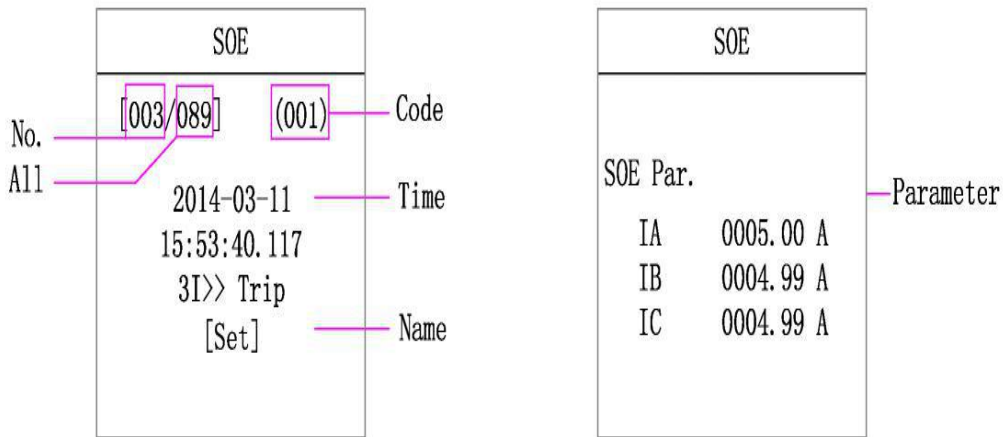 SOE
[003/089] (001)
Code
No.
All
2014-03-11
Time
15:53:40.117
3I>> Trip
[Set]
Name
SOE
SOE Par.
Parameter
IA 0005.00 A
IB 0004.99 A
IC 0004.99 A